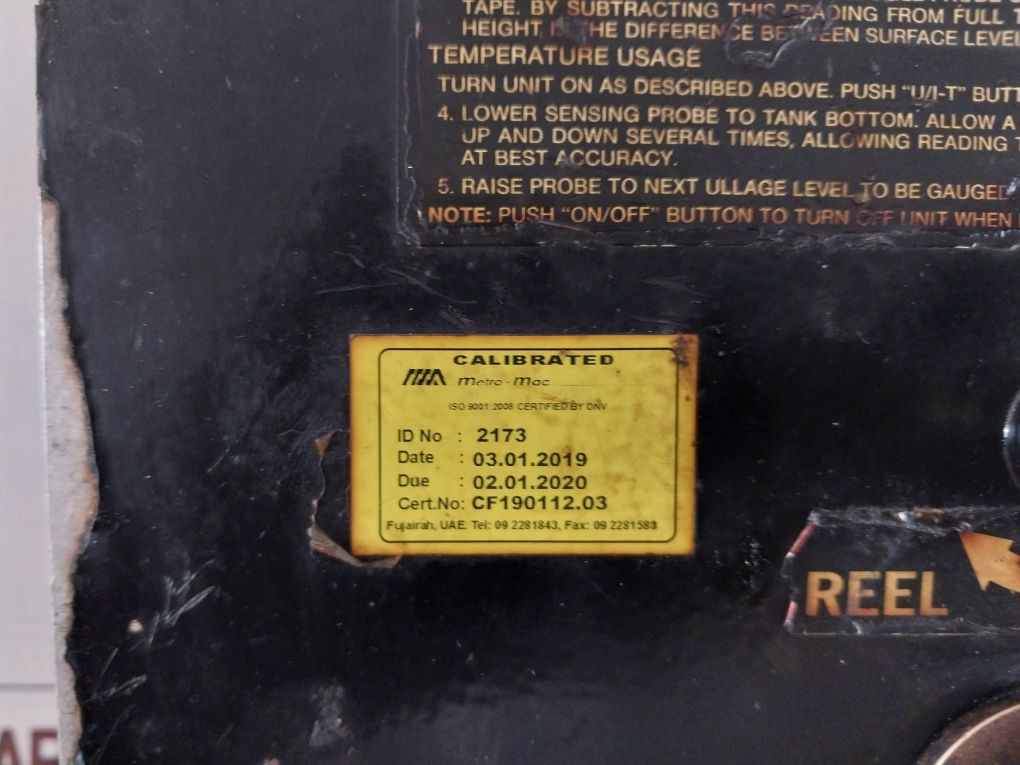 TAPE. BY SUBTRACTING THIS READING FROM FULL
HEIGHT IS THE DIFFERENCE BETWEEN SURFACE LEVEL
TEMPERATURE USAGE
TURN UNIT ON AS DESCRIBED ABOVE. PUSH "U/I-T" BUTT
4. LOWER SENSING PROBE TO TANK BOTTOM. ALLOW A
UP AND DOWN SEVERAL TIMES, ALLOWING READING T
AT BEST ACCURACY.
5. RAISE PROBE TO NEXT ULLAGE LEVEL TO BE GAUGED
NOTE: PUSH "ON/OFF" BUTTON TO TURN OFF UNIT WHEN
CALIBRATED
Metro - Mac
ISO 9001:2008 CERTIFIED BY DNV
ID No : 2173
Date : 03.01.2019
Due : 02.01.2020
Cert.No: CF190112.03
Fujairah, UAE. Tel: 09 2281843, Fax: 09 2281583
REEL